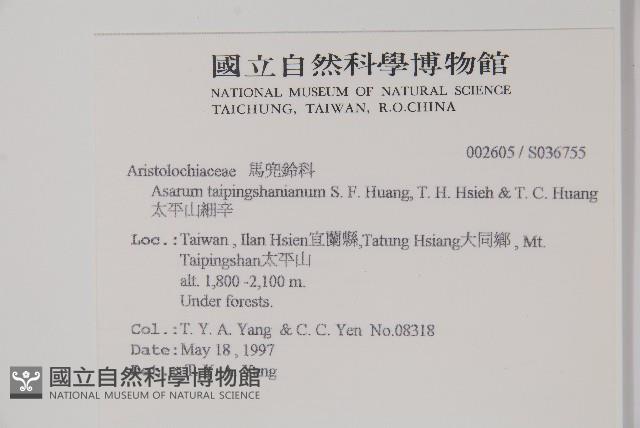 國立自然科學博物館
NATIONAL MUSEUM OF NATURAL SCIENCE
TAICHUNG, TAIWAN, R.O.CHINA
002605 / S036755
Aristolochiaceae 馬兜鈴科
Asarum taipingshanianum S. F. Huang, T. H. Hsieh & T. C. Huang
太平山細辛
Loc.:Taiwan , Ilan Hsien宜蘭縣,Tatung Hsiang大同鄉 , Mt.
Taipingshan太平山
alt. 1,800 -2,100 m.
Under forests.
Col.:T. Y. A. Yang & C. C. Yen No.08318
Date:May 18 , 1997
國立自然科學博物館
NATIONAL MUSEUM OF NATURAL SCIENCE